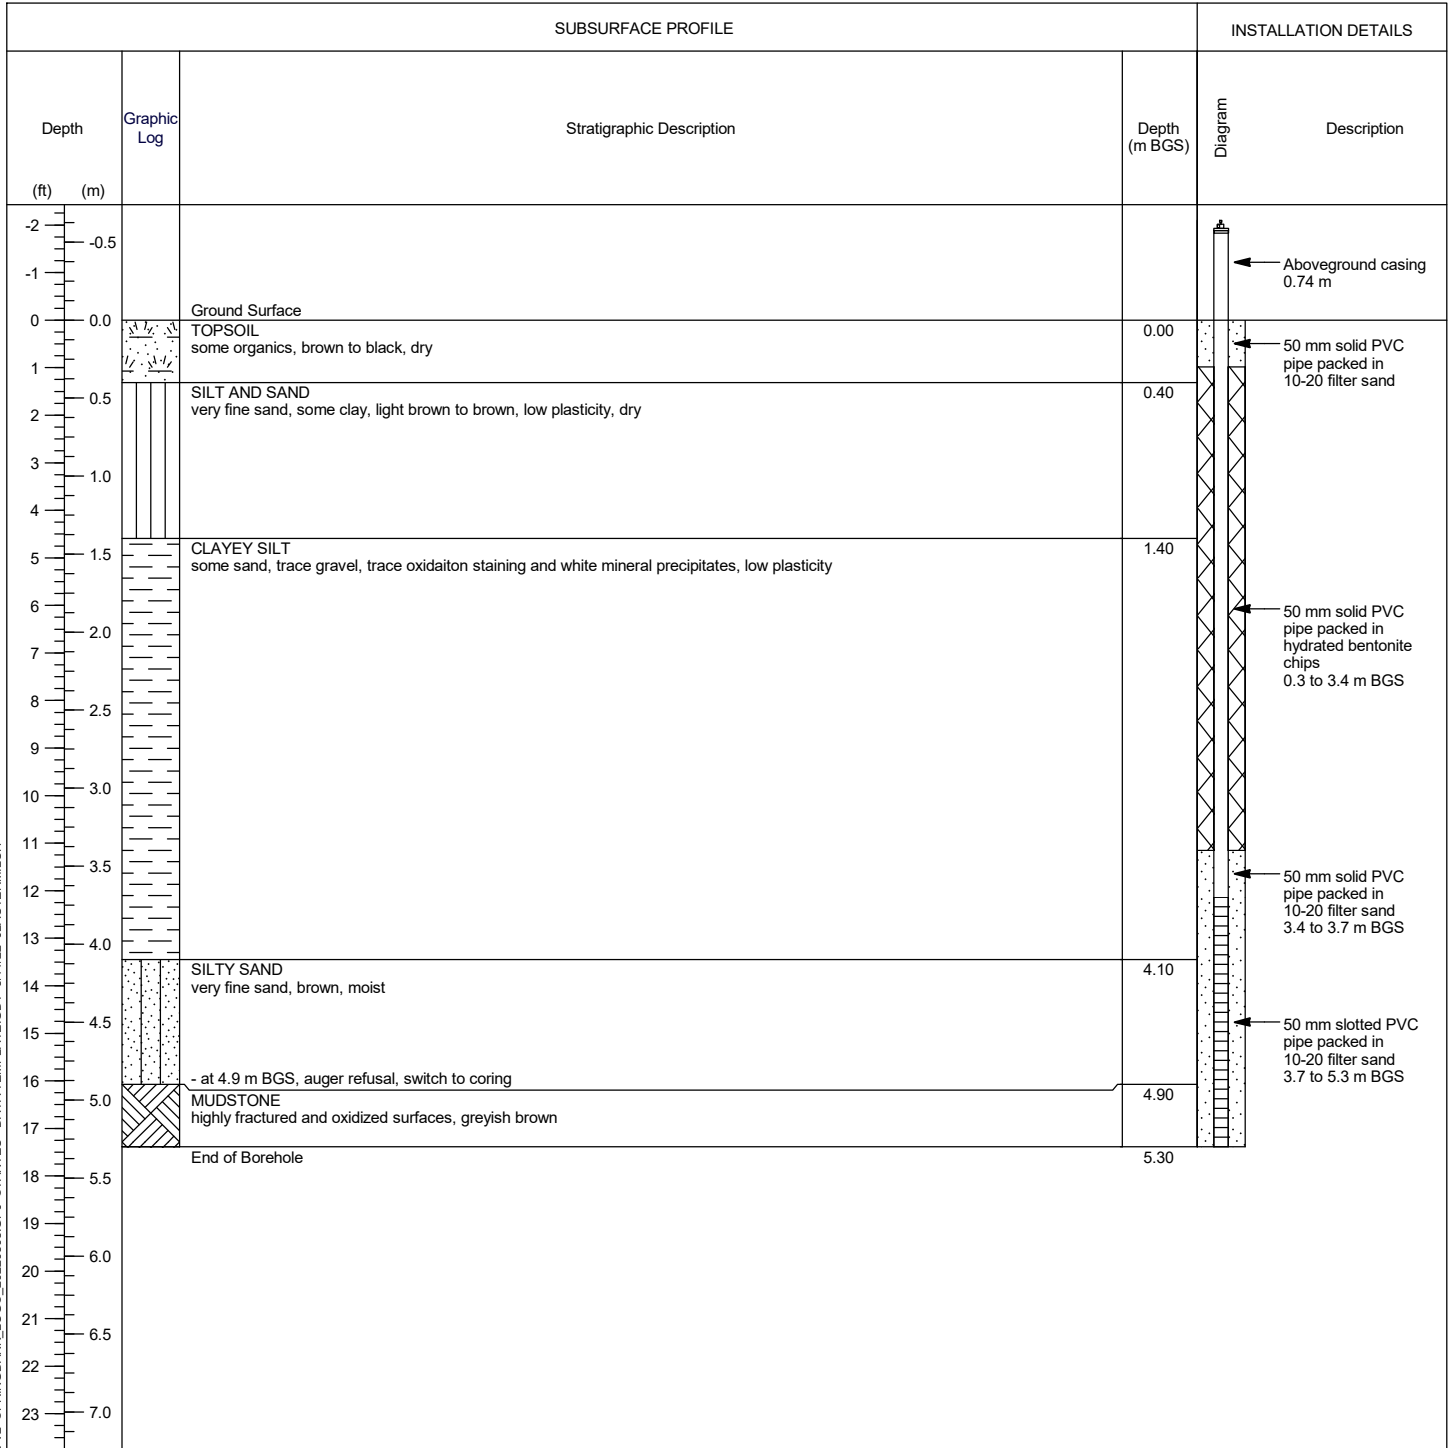 SUBSURFACE PROFILE
INSTALLATION DETAILS
Depth
Graphic
Log
Stratigraphic Description
Depth
(m BGS)
Diagram
Description
(ft)
(m)
-2
-0.5
-1
Aboveground casing
0.74 m
Ground Surface
0
0.0
TOPSOIL
0.00
some organics, brown to black, dry
50 mm solid PVC
pipe packed in
10-20 filter sand
1
SILT AND SAND
0.40
0.5
very fine sand, some clay, light brown to brown, low plasticity, dry
2
3
1.0
4
CLAYEY SILT
1.40
1.5
5
some sand, trace gravel, trace oxidaiton staining and white mineral precipitates, low plasticity
6
50 mm solid PVC
pipe packed in
hydrated bentonite
chips
0.3 to 3.4 m BGS
2.0
7
8
2.5
9
3.0
10
11
3.5
50 mm solid PVC
pipe packed in
10-20 filter sand
3.4 to 3.7 m BGS
12
13
4.0
SILTY SAND
4.10
very fine sand, brown, moist
14
4.5
50 mm slotted PVC
pipe packed in
10-20 filter sand
3.7 to 5.3 m BGS
15
- at 4.9 m BGS, auger refusal, switch to coring
16
MUDSTONE
4.90
5.0
highly fractured and oxidized surfaces, greyish brown
17
End of Borehole
5.30
18
5.5
19
6.0
20
21
6.5
22
7.0
23